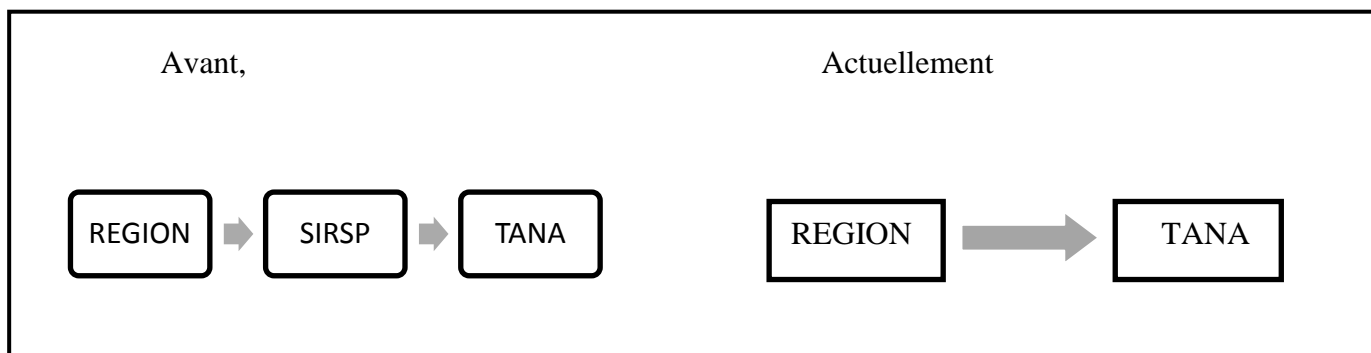 Avant,
Actuellement
REGION
SIRSP
TANA
REGION
TANA